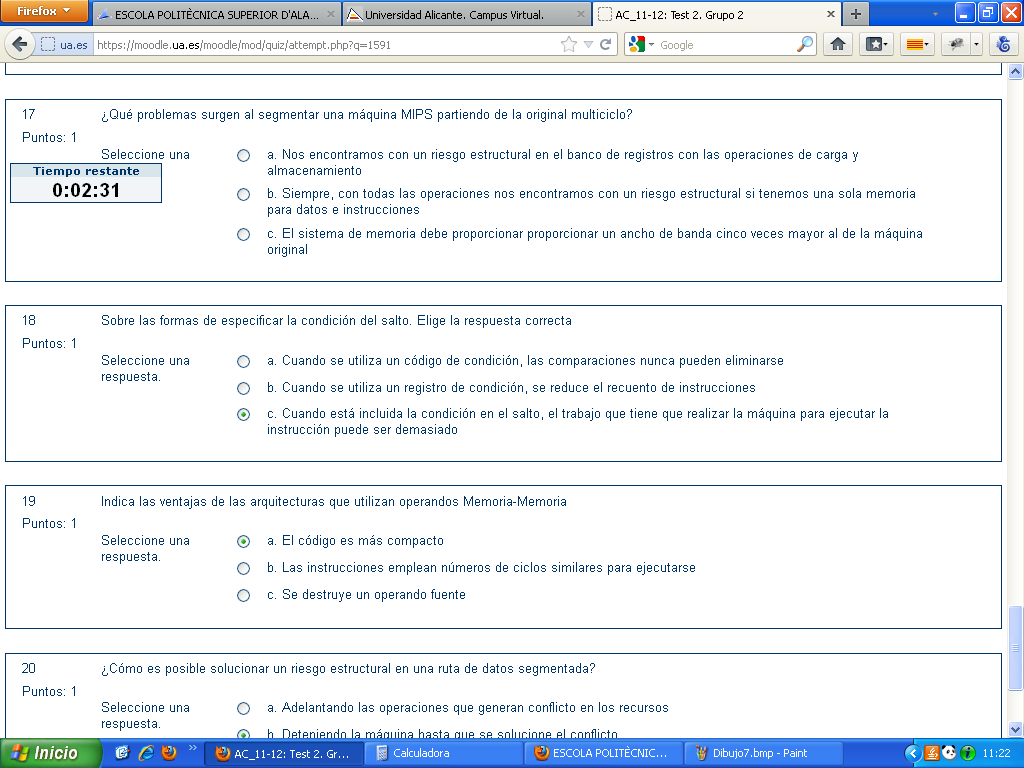 Firefox
ESCOLA POLITÈCNICA SUPERIOR D'ALA...
Universidad Alicante. Campus Virtual.
AC_11-12: Test 2. Grupo 2
ua.es
https://moodle.ua.es/moodle/mod/quiz/attempt.php?q=1591
Google
17
¿Qué problemas surgen al segmentar una máquina MIPS partiendo de la original multiciclo?
Puntos: 1
Seleccione una
a. Nos encontramos con un riesgo estructural en el banco de registros con las operaciones de carga y
almacenamiento
Tiempo restante
0:02:31
b. Siempre, con todas las operaciones nos encontramos con un riesgo estructural si tenemos una sola memoria
para datos e instrucciones
c. El sistema de memoria debe proporcionar proporcionar un ancho de banda cinco veces mayor al de la máquina
original
18
Sobre las formas de especificar la condición del salto. Elige la respuesta correcta
Puntos: 1
Seleccione una
respuesta.
a. Cuando se utiliza un código de condición, las comparaciones nunca pueden eliminarse
b. Cuando se utiliza un registro de condición, se reduce el recuento de instrucciones
c. Cuando está incluida la condición en el salto, el trabajo que tiene que realizar la máquina para ejecutar la
instrucción puede ser demasiado
19
Indica las ventajas de las arquitecturas que utilizan operandos Memoria-Memoria
Puntos: 1
Seleccione una
respuesta.
a. El código es más compacto
b. Las instrucciones emplean números de ciclos similares para ejecutarse
c. Se destruye un operando fuente
20
¿Cómo es posible solucionar un riesgo estructural en una ruta de datos segmentada?
Puntos: 1
Seleccione una
respuesta.
a. Adelantando las operaciones que generan conflicto en los recursos
b. Deteniendo la máquina hasta que se solucione el conflicto
Inicio
AC_11-12: Test 2. Gr...
Calculadora
ESCOLA POLITÈCNIC...
Dibujo7.bmp - Paint
11:22